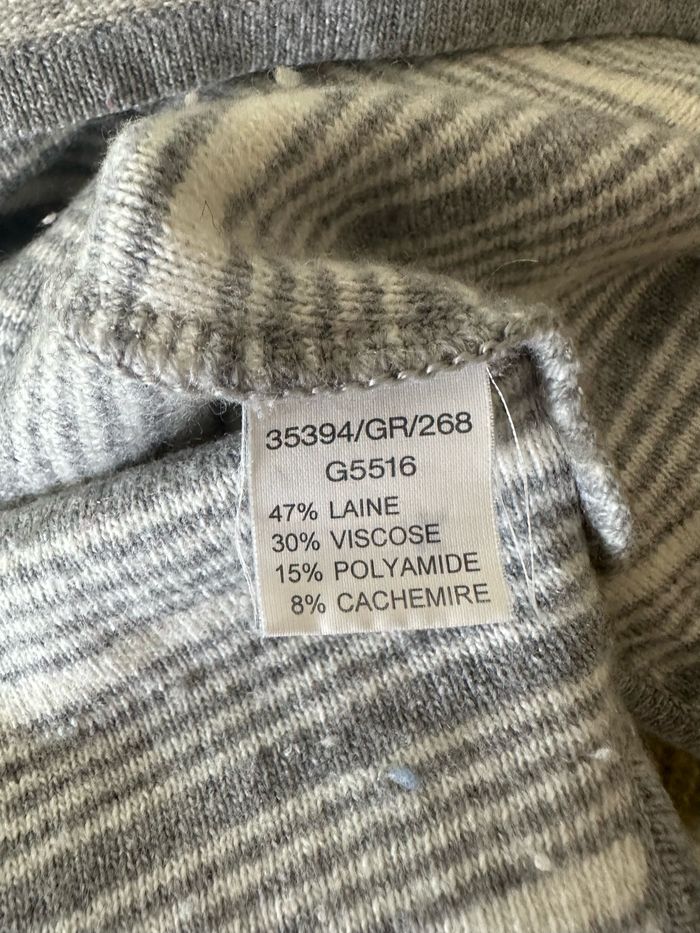 35394/GR/268
G5516
47% LAINE
30% VISCOSE
15% POLYAMIDE
8% CACHEMIRE